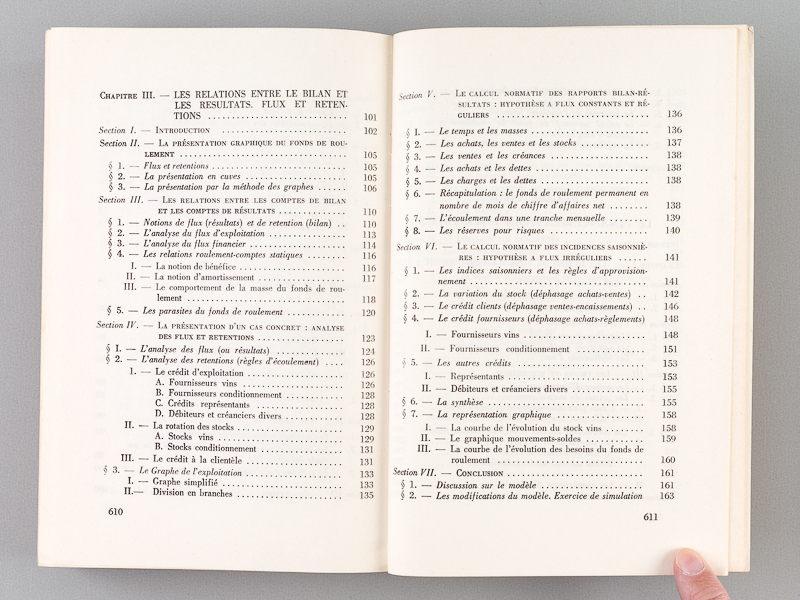 CHAPITRE III. — LES RELATIONS ENTRE LE BILAN ET
LES RESULTATS. FLUX ET RETEN-
TIONS .......... 101
Section I. — INTRODUCTION .......... 102
Section II. — LA PRÉSENTATION GRAPHIQUE DU FONDS DE ROU-
LEMENT .......... 105
§ 1. — Flux et retentions .......... 105
§ 2. — La présentation en cuves .......... 105
§ 3. — La présentation par la méthode des graphes .......... 106
Section III. — LES RELATIONS ENTRE LES COMPTES DE BILAN
ET LES COMPTES DE RÉSULTATS .......... 110
§ 1. — Notions de flux (résultats) et de retention (bilan) .. 110
§ 2. — L'analyse du flux d'exploitation .......... 113
§ 3. — L'analyse du flux financier .......... 114
§ 4. — Les relations roulement-comptes statiques .......... 116
I. — La notion de bénéfice .......... 116
II. — La notion d'amortissement .......... 117
III. — Le comportement de la masse du fonds de rou-
lement .......... 118
§ 5. — Les parasites du fonds de roulement .......... 120
Section IV. — LA PRÉSENTATION D'UN CAS CONCRET : ANALYSE
DES FLUX ET RETENTIONS .......... 123
§ 1. — L'analyse des flux (ou résultats) .......... 124
§ 2. — L'analyse des retentions (règles d'écoulement) .... 126
I. — Le crédit d'exploitation .......... 126
A. Fournisseurs vins .......... 126
B. Fournisseurs conditionnement .......... 128
C. Crédits représentants .......... 128
D. Débiteurs et créanciers divers .......... 128
II. — La rotation des stocks .......... 129
A. Stocks vins .......... 129
B. Stocks conditionnement .......... 131
III. — Le crédit à la clientèle .......... 131
§ 3. — Le Graphe de l'exploitation .......... 133
I. — Graphe simplifié .......... 133
II.— Division en branches .......... 135
610
Section V. — LE CALCUL NORMATIF DES RAPPORTS BILAN-RÉ-
SULTATS : HYPOTHÈSE A FLUX CONSTANTS ET RÉ-
GULIERS .......... 136
§ 1. — Le temps et les masses .......... 136
§ 2. — Les achats, les ventes et les stocks .......... 137
§ 3. — Les ventes et les créances .......... 138
§ 4. — Les achats et les dettes .......... 138
§ 5. — Les charges et les dettes .......... 138
§ 6. — Récapitulation : le fonds de roulement permanent en
nombre de mois de chiffre d'affaires net ........ 138
§ 7. — L'écoulement dans une tranche mensuelle ........ 139
§ 8. — Les réserves pour risques .......... 140
Section VI. — LE CALCUL NORMATIF DES INCIDENCES SAISONNIÈ-
RES : HYPOTHÈSE A FLUX IRRÉGULIERS ...... 141
§ 1. — Les indices saisonniers et les règles d'approvision-
nement .......... 141
§ 2. — La variation du stock (déphasage achats-ventes) .. 142
§ 3. — Le crédit clients (déphasage ventes-encaissements) .. 146
§ 4. — Le crédit fournisseurs (déphasage achats-règlements) 148
I. — Fournisseurs vins .......... 148
II. — Fournisseurs conditionnement .......... 151
§ 5. — Les autres crédits .......... 153
I. — Représentants .......... 153
II. — Débiteurs et créanciers divers .......... 155
§ 6. — La synthèse .......... 155
§ 7. — La représentation graphique .......... 158
I. — La courbe de l'évolution du stock vins ........ 158
II. — Le graphique mouvements-soldes .......... 159
III. — La courbe de l'évolution des besoins du fonds de
roulement .......... 160
Section VII. — CONCLUSION .......... 161
§ 1. — Discussion sur le modèle .......... 161
§ 2. — Les modifications du modèle. Exercice de simulation 163
611